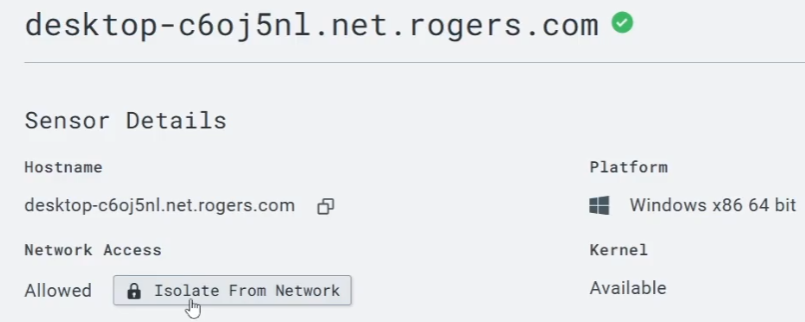 desktop-c6oj5nl.net.rogers.com
Sensor Details
Hostname
desktop-c6oj5nl.net.rogers.com
Platform
Windows x86 64 bit
Network Access
Allowed
Isolate From Network
Kernel
Available